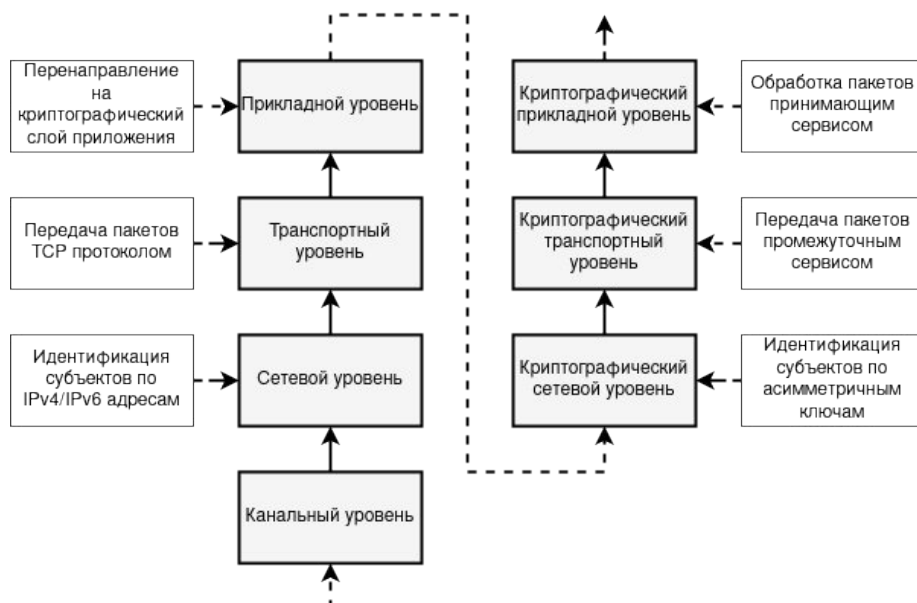 Перенаправление
на
криптографический
слой приложения
Прикладной уровень
Криптографический
прикладной уровень
Обработка пакетов
принимающим
сервисом
Передача пакетов
TCP протоколом
Транспортный
уровень
Криптографический
транспортный
уровень
Передача пакетов
промежуточным
сервисом
Идентификация
субъектов по
IPv4/IPv6 адресам
Сетевой уровень
Криптографический
сетевой уровень
Идентификация
субъектов по
асимметричным
ключам
Канальный уровень